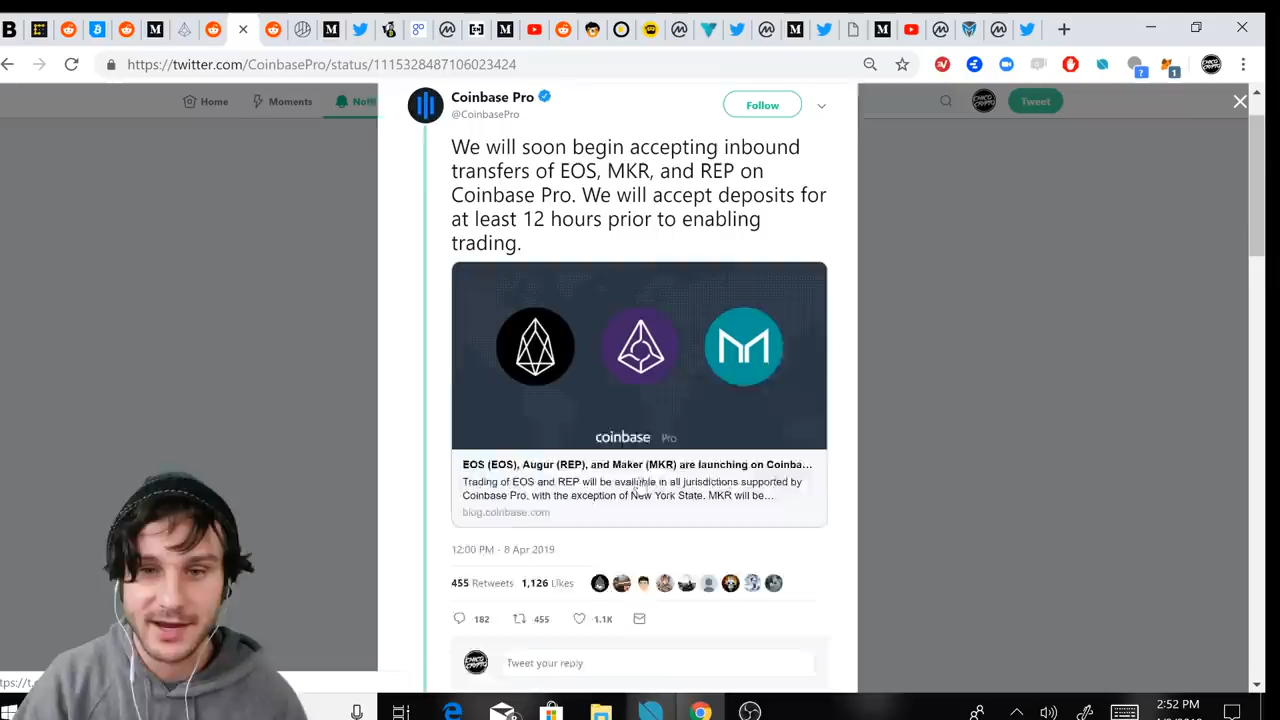 https://twitter.com/CoinbasePro/status/1115328487106023424
Home
Moments
Tweet
Coinbase Pro
@CoinbasePro
Follow
We will soon begin accepting inbound
transfers of EOS, MKR, and REP on
Coinbase Pro. We will accept deposits for
at least 12 hours prior to enabling
trading.
coinbase Pro
EOS (EOS), Augur (REP), and Maker (MKR) are launching on Coinba...
Trading of EOS and REP will be available in all jurisdictions supported by
Coinbase Pro, with the exception of New York State. MKR will be...
blog.coinbase.com
12:00 PM - 8 Apr 2019
455 Retweets 1,126 Likes
182 455 1.1K
Tweet your reply
2:52 PM